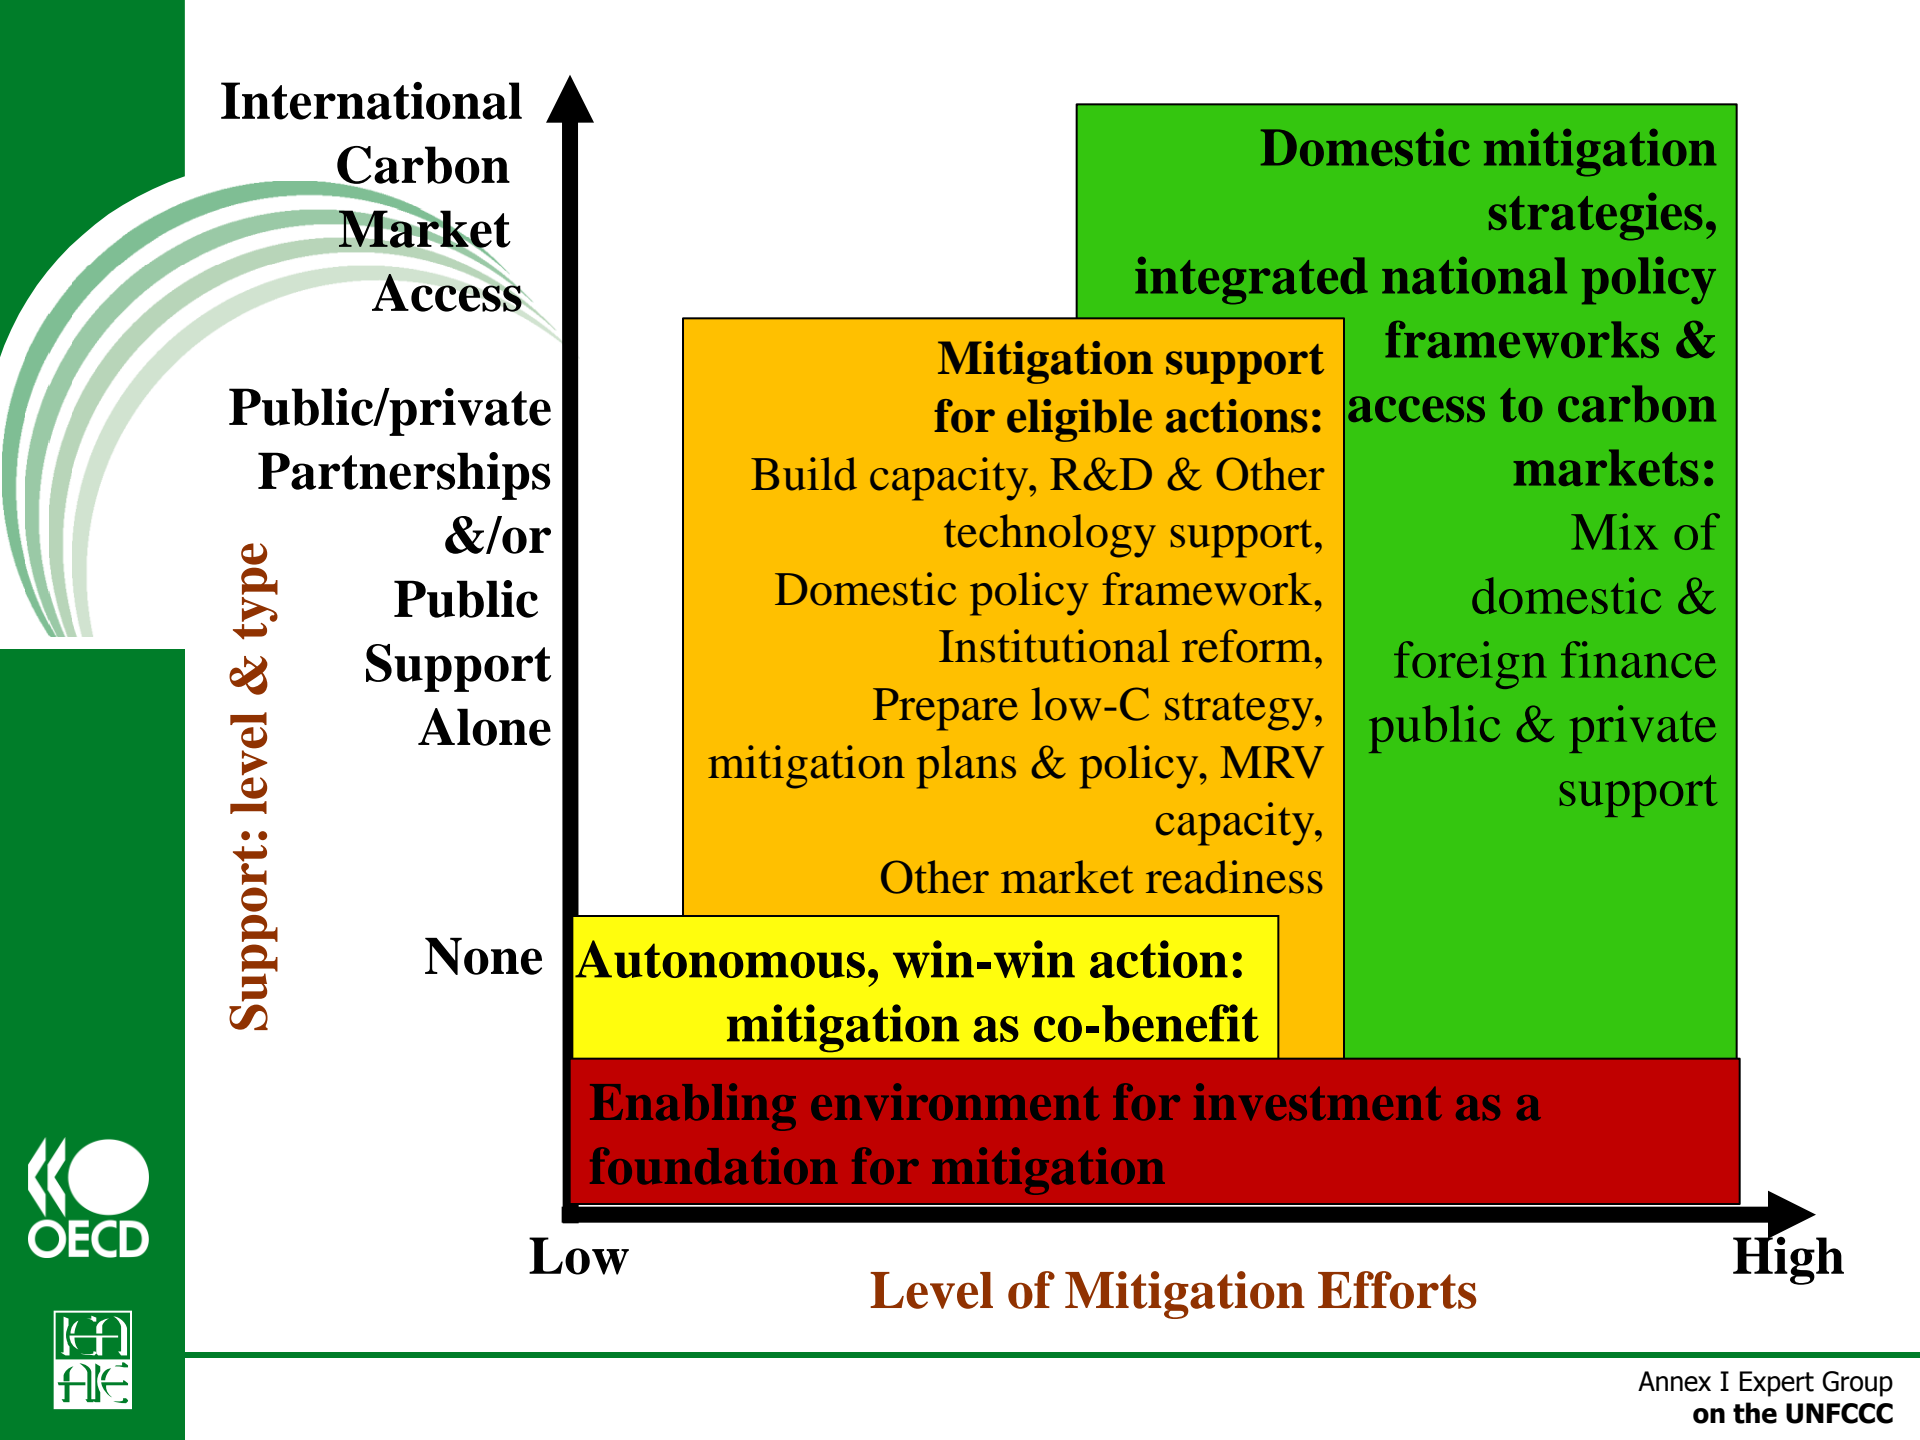 International
Carbon
Market
Access
Public/private
Partnerships
&/or
Public
Support
Alone
None
Support: level & type
Domestic mitigation
strategies,
integrated national policy
frameworks &
access to carbon
markets:
Mix of
domestic &
foreign finance
public & private
support
Mitigation support
for eligible actions:
Build capacity, R&D & Other
technology support,
Domestic policy framework,
Institutional reform,
Prepare low-C strategy,
mitigation plans & policy, MRV
capacity,
Other market readiness
Autonomous, win-win action:
mitigation as co-benefit
Enabling environment for investment as a
foundation for mitigation
Low
High
Level of Mitigation Efforts
OECD
IEA
AIE
Annex I Expert Group
on the UNFCCC